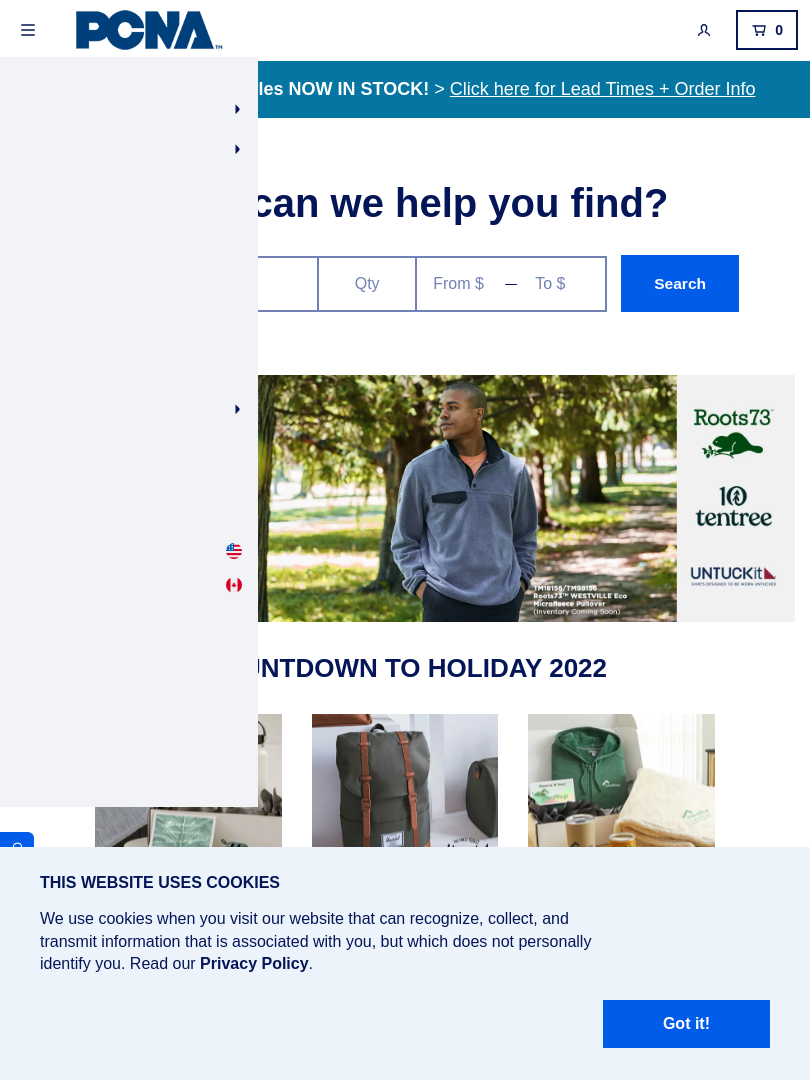 PCNA™
0
les NOW IN STOCK! > Click here for Lead Times + Order Info
can we help you find?
Qty
From $ — To $
Search
Roots73
10
tentree
UNTUCKit
SHIRTS DESIGNED TO BE WORN UNTUCKED
TM18156/TM98156
Roots73™ WESTVILLE Eco
Microfleece Pullover
(Inventory Coming Soon)
UNTDOWN TO HOLIDAY 2022
THIS WEBSITE USES COOKIES
We use cookies when you visit our website that can recognize, collect, and
transmit information that is associated with you, but which does not personally
identify you. Read our Privacy Policy.
Got it!